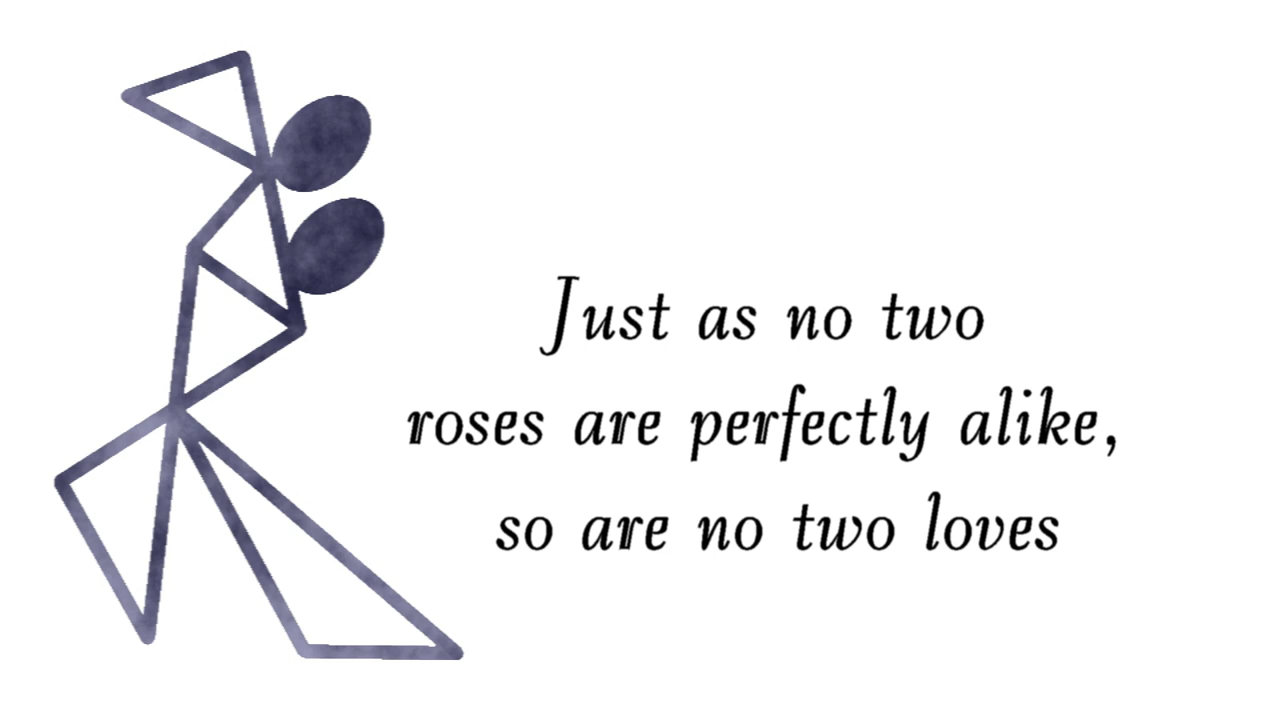 Just as no two
roses are perfectly alike,
so are no two loves